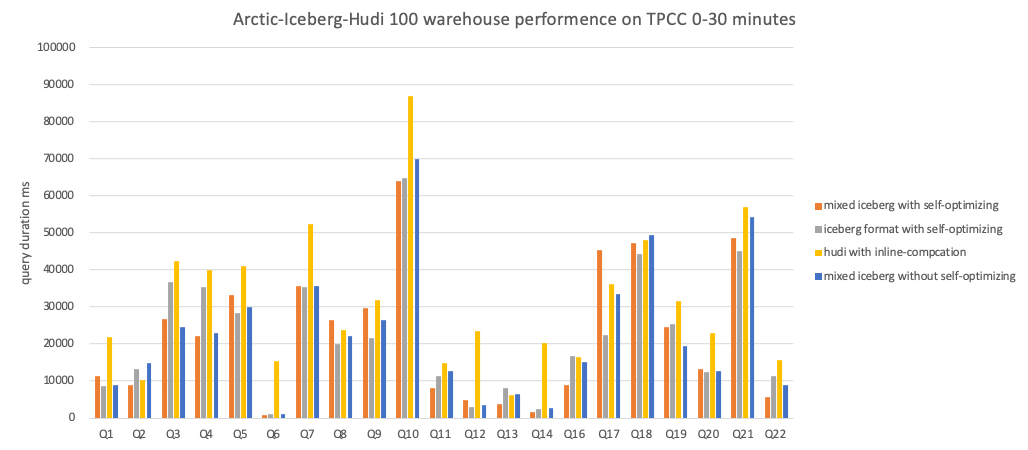 Arctic-Iceberg-Hudi 100 warehouse performence on TPCC 0-30 minutes
100000
90000
80000
70000
60000
50000
40000
30000
20000
10000
0
query duration ms
Q1 Q2 Q3 Q4 Q5 Q6 Q7 Q8 Q9 Q10 Q11 Q12 Q13 Q14 Q16 Q17 Q18 Q19 Q20 Q21 Q22
mixed iceberg with self-optimizing
iceberg format with self-optimizing
hudi with inline-compcation
mixed iceberg without self-optimizing